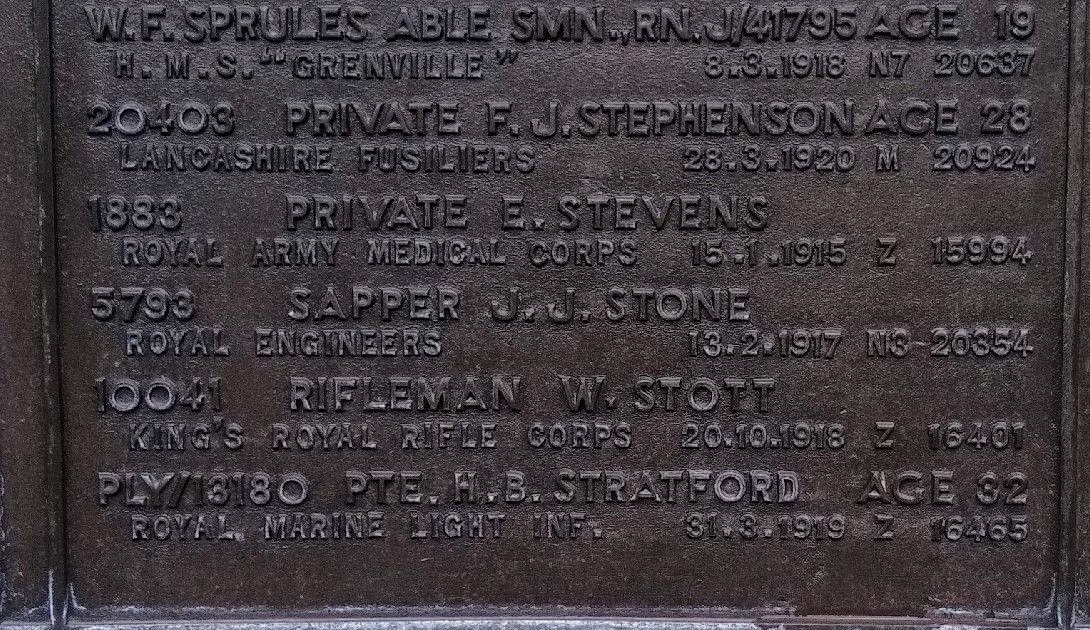 W.F. SPRULES ABLE SMN., RN. J/41795 AGE 19
H.M.S. "GRENVILLE" 8.3.1918 N7 20637
20403 PRIVATE F. J. STEPHENSON AGE 28
LANCASHIRE FUSILIERS 28.3.1920 M 20924
1883 PRIVATE E. STEVENS
ROYAL ARMY MEDICAL CORPS 15.1.1915 Z 15994
5793 SAPPER J. J. STONE
ROYAL ENGINEERS 13.2.1917 N3 20354
10041 RIFLEMAN W. STOTT
KING'S ROYAL RIFLE CORPS 20.10.1918 Z 16401
PLY/13180 PTE. H.B. STRATFORD AGE 32
ROYAL MARINE LIGHT INF. 31.3.1919 Z 16465